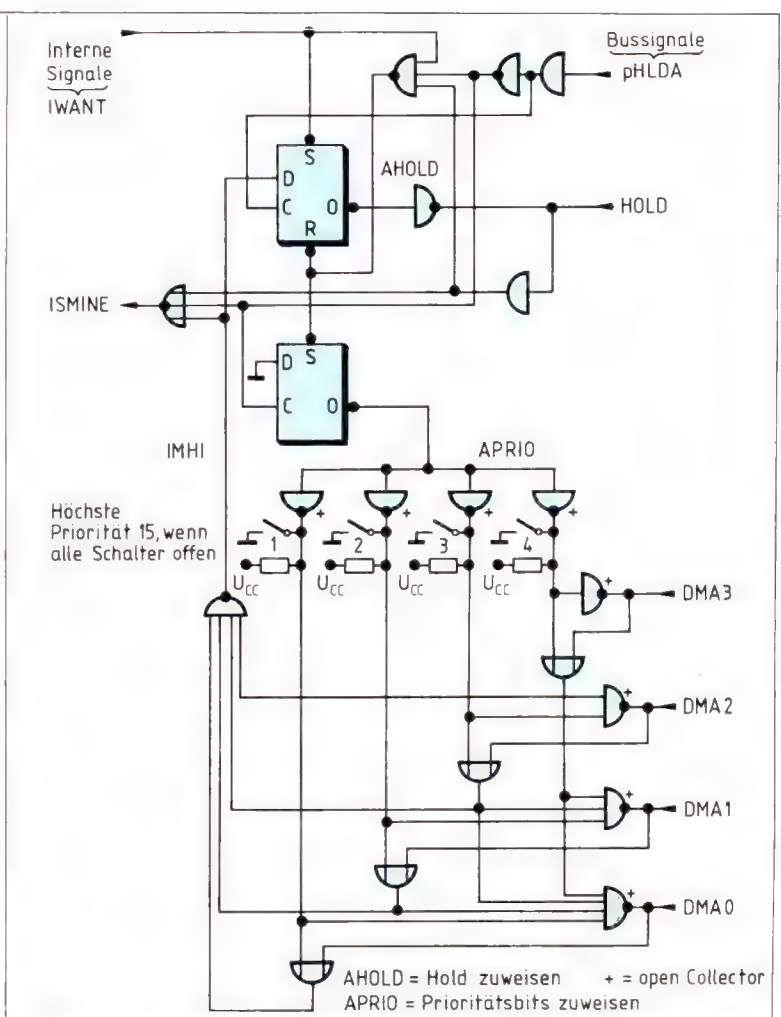 Interne
Signale
IWANT
Bussignale
pHLDA
S
D
C
O
R
AHOLD
HOLD
ISMINE
S
D
C
O
IMHI
APRIO
Höchste
Priorität 15, wenn
alle Schalter offen
+
+
+
+
1
2
3
4
UCC
UCC
UCC
UCC
+
DMA3
+
DMA2
+
DMA1
+
DMA0
AHOLD = Hold zuweisen + = open Collector
APRIO = Prioritätsbits zuweisen